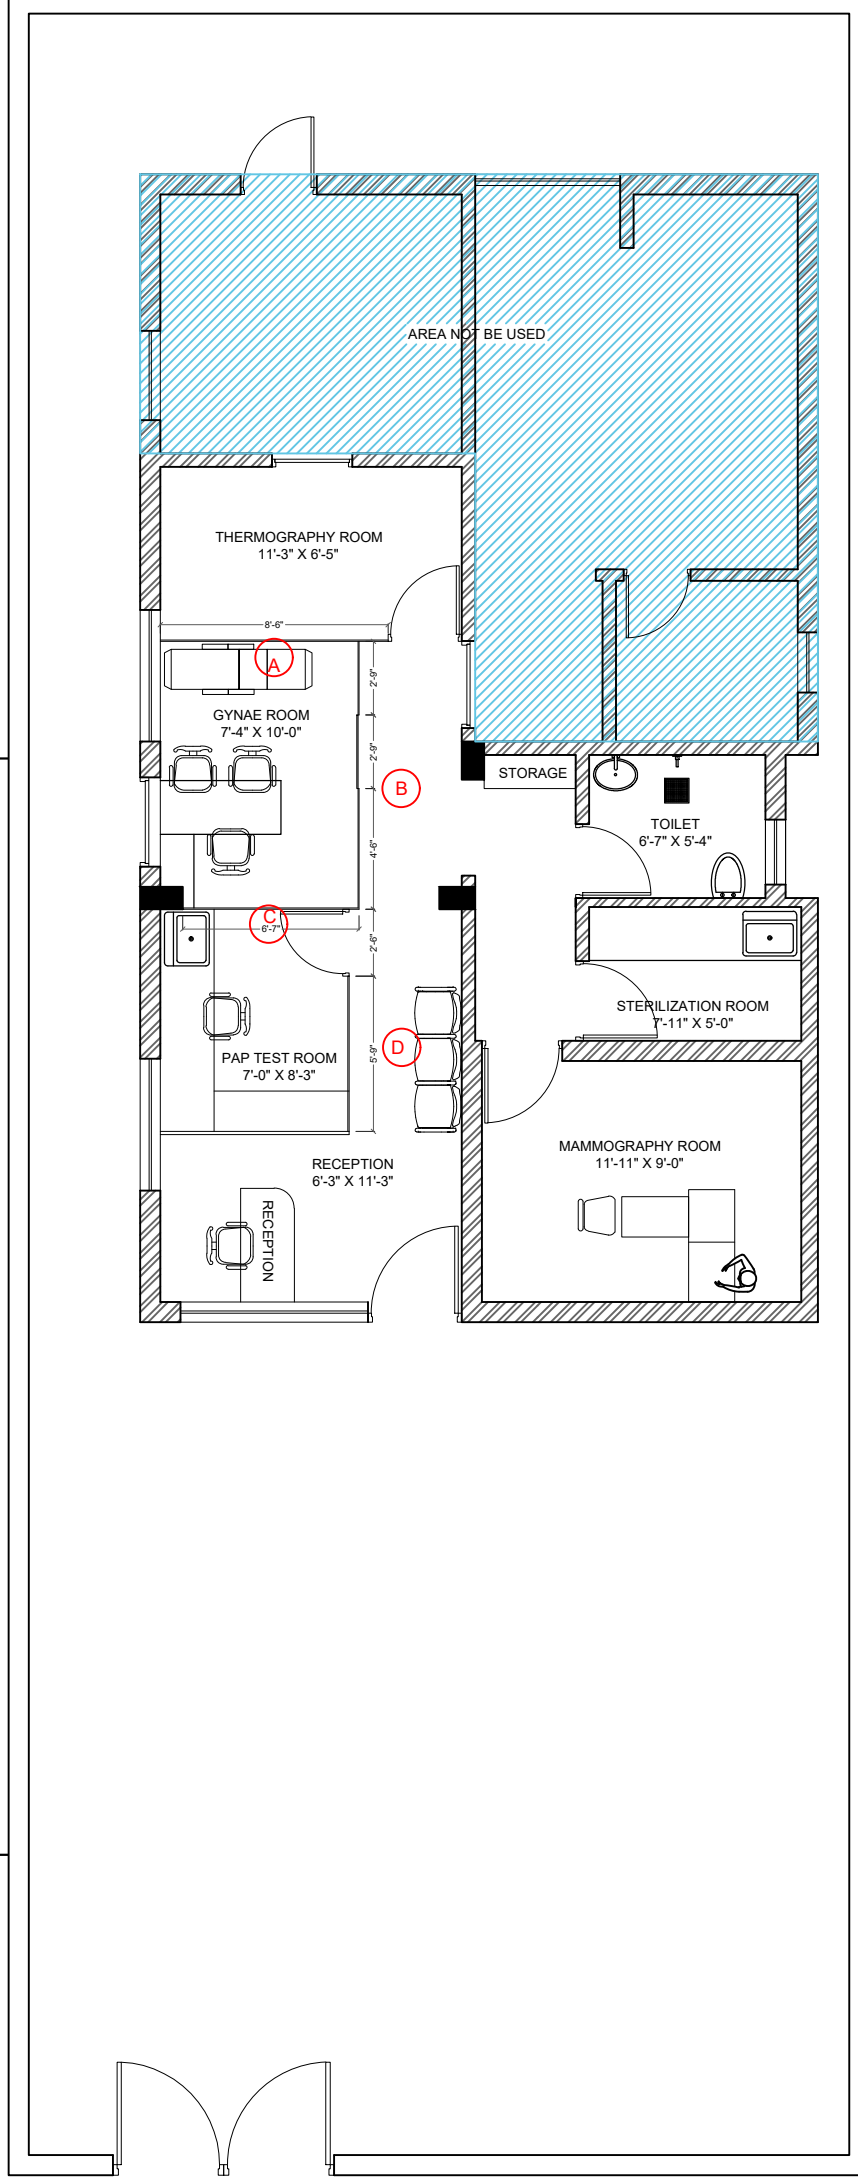 AREA NOT BE USED
THERMOGRAPHY ROOM
11'-3" X 6'-5"
8'-6"
A
2'-9"
GYNAE ROOM
7'-4" X 10'-0"
2'-9"
B
STORAGE
TOILET
6'-7" X 5'-4"
4'-6"
C
6'-7"
2'-6"
STERILIZATION ROOM
7'-11" X 5'-0"
D
5'-9"
PAP TEST ROOM
7'-0" X 8'-3"
MAMMOGRAPHY ROOM
11'-11" X 9'-0"
RECEPTION
6'-3" X 11'-3"
RECEPTION